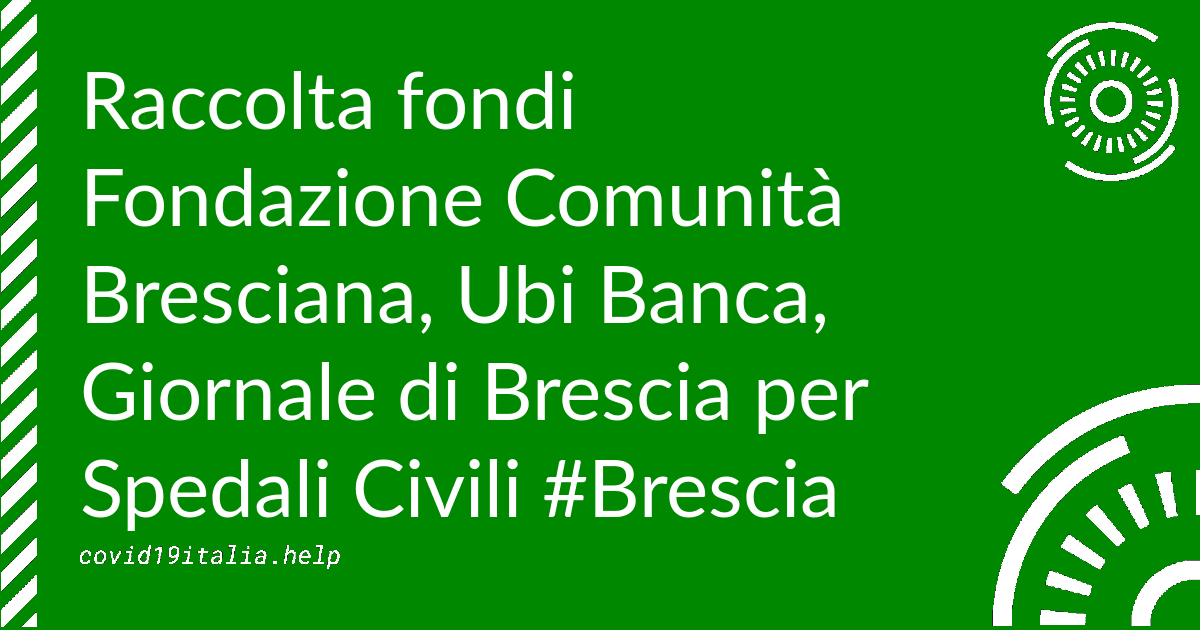 Raccolta fondi
Fondazione Comunità
Bresciana, Ubi Banca,
Giornale di Brescia per
Spedali Civili #Brescia
covid19italia.help